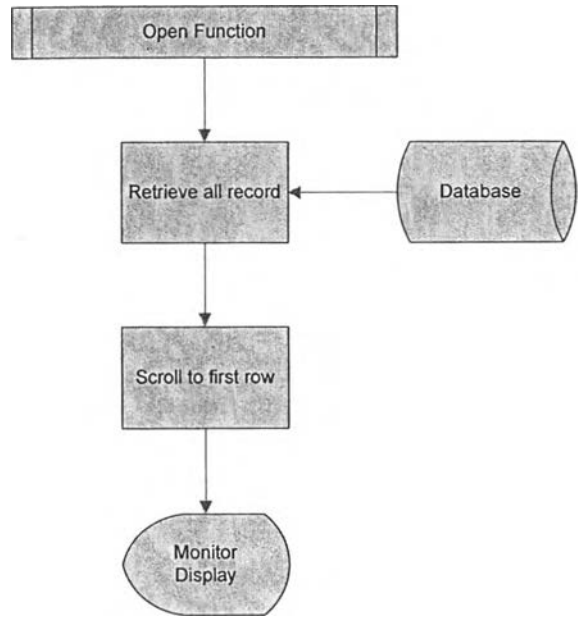 Open Function
Retrieve all record
Database
Scroll to first row
Monitor
Display